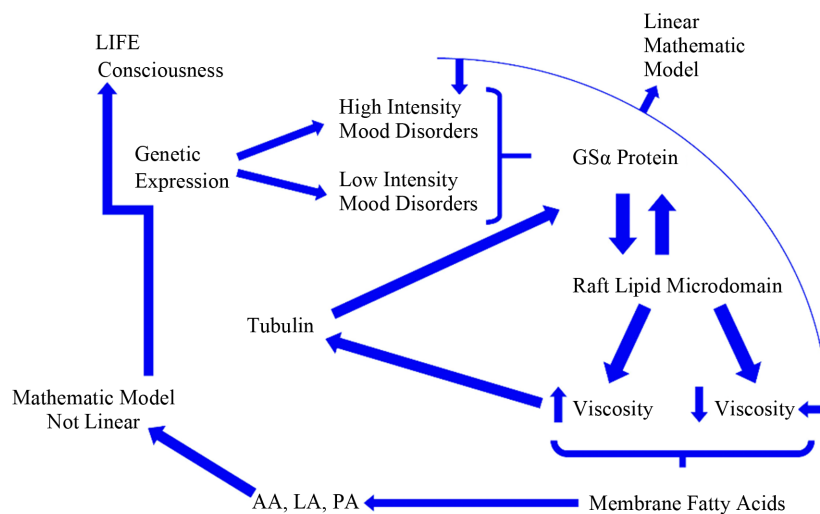 LIFE
Consciousness
Linear
Mathematic
Model
High Intensity
Mood Disorders
Genetic
Expression
GSα Protein
Low Intensity
Mood Disorders
Raft Lipid Microdomain
Tubulin
Mathematic Model
Not Linear
Viscosity
Viscosity
AA, LA, PA
Membrane Fatty Acids